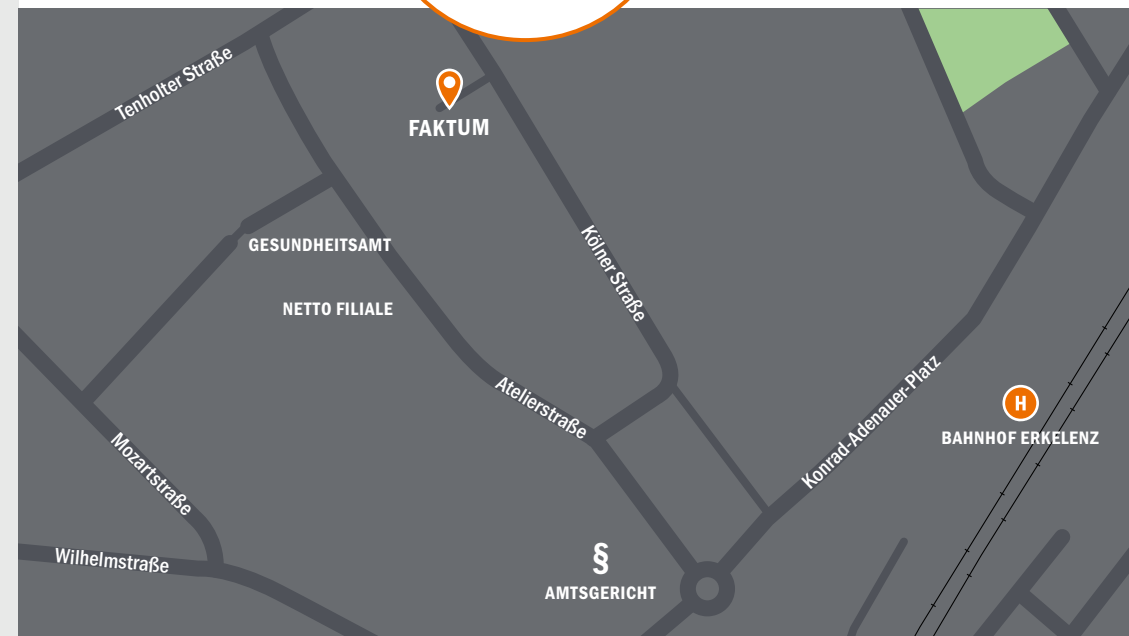 Tenholter Straße
FAKTUM
Kölner Straße
GESUNDHEITSAMT
NETTO FILIALE
Atelierstraße
Konrad-Adenauer-Platz
H
BAHNHOF ERKELENZ
Mozartstraße
Wilhelmstraße
§
AMTSGERICHT